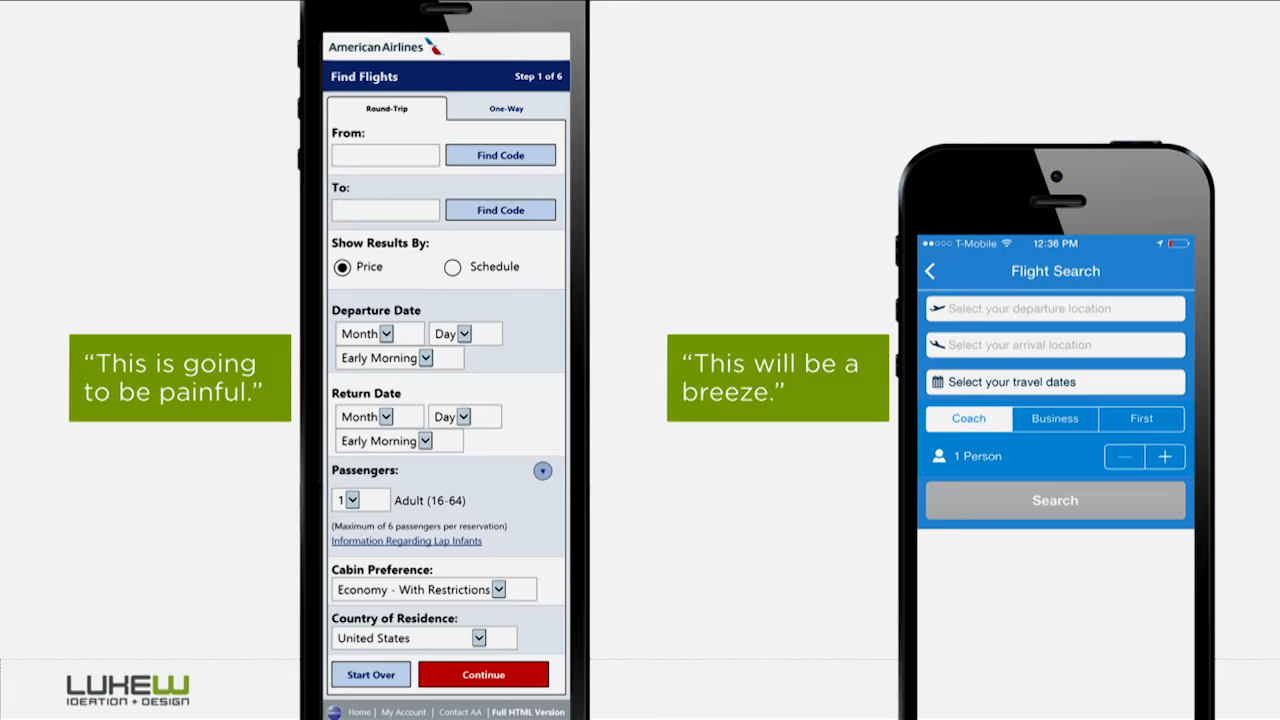 American Airlines
Find Flights Step 1 of 6
Round-Trip One-Way
From:
Find Code
To:
Find Code
Show Results By:
Price Schedule
Departure Date
Month Day
Early Morning
Return Date
Month Day
Early Morning
Passengers:
1 Adult (16-64)
(Maximum of 6 passengers per reservation)
Information Regarding Lap Infants
Cabin Preference:
Economy - With Restrictions
Country of Residence:
United States
Start Over Continue
Home | My Account | Contact AA | Full HTML Version
“This is going
to be painful.”
“This will be a
breeze.”
T-Mobile 12:36 PM
Flight Search
Select your departure location
Select your arrival location
Select your travel dates
Coach Business First
1 Person
Search
LUKEW
IDEATION + DESIGN